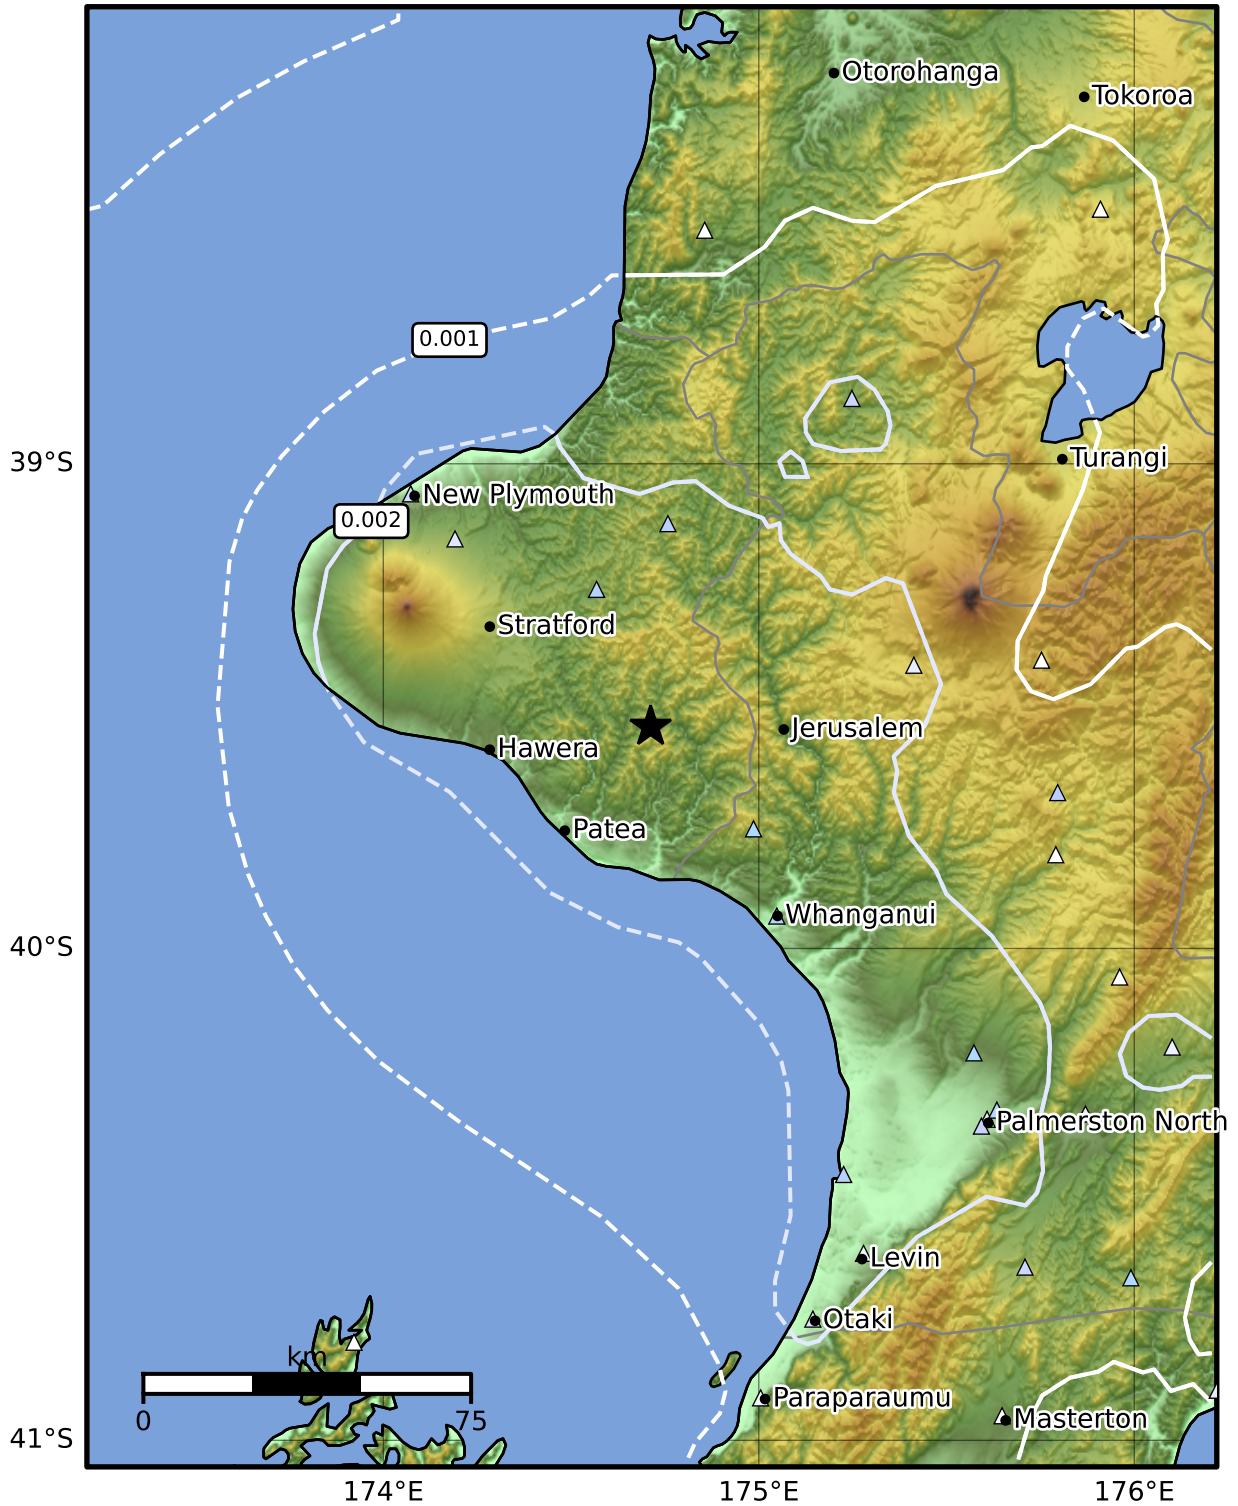 Otorohanga
Tokoroa
0.001
39°S
Turangi
New Plymouth
0.002
Stratford
Jerusalem
Hawera
Patea
Whanganui
40°S
Palmerston North
Levin
Otaki
km
Paraparaumu
0
75
Masterton
41°S
174°E
175°E
176°E